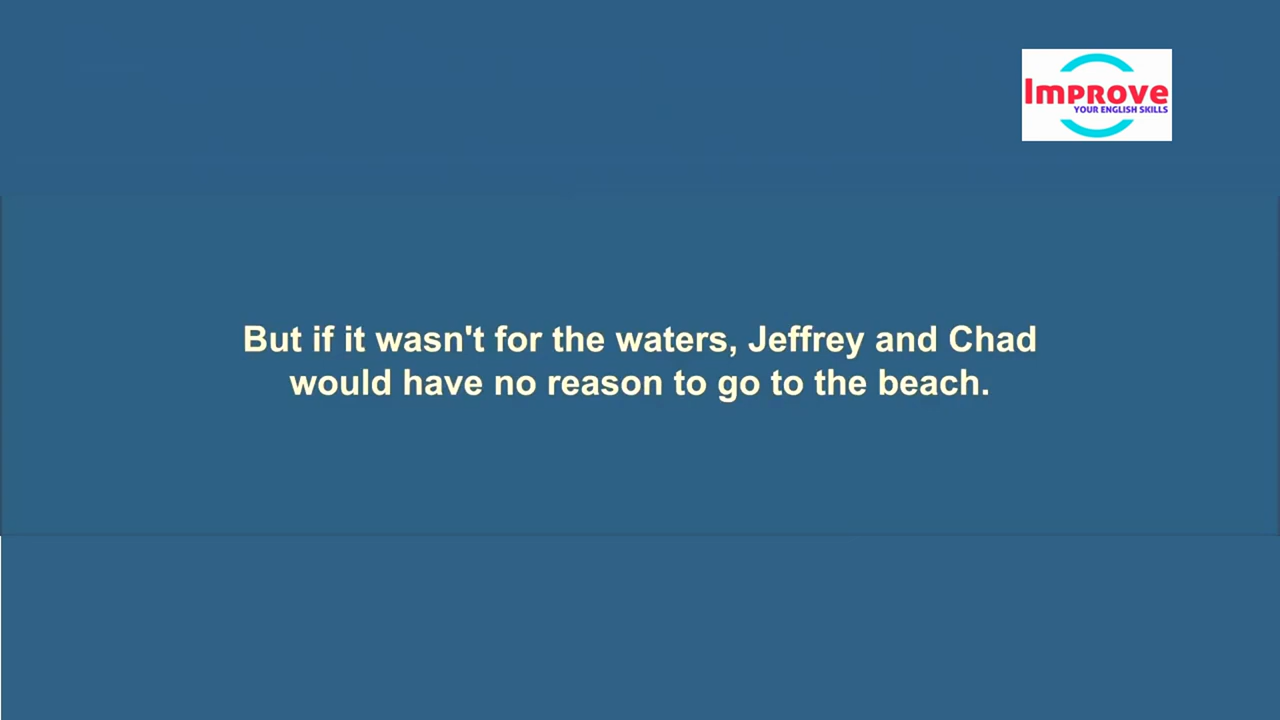 Improve
YOUR ENGLISH SKILLS
But if it wasn't for the waters, Jeffrey and Chad
would have no reason to go to the beach.